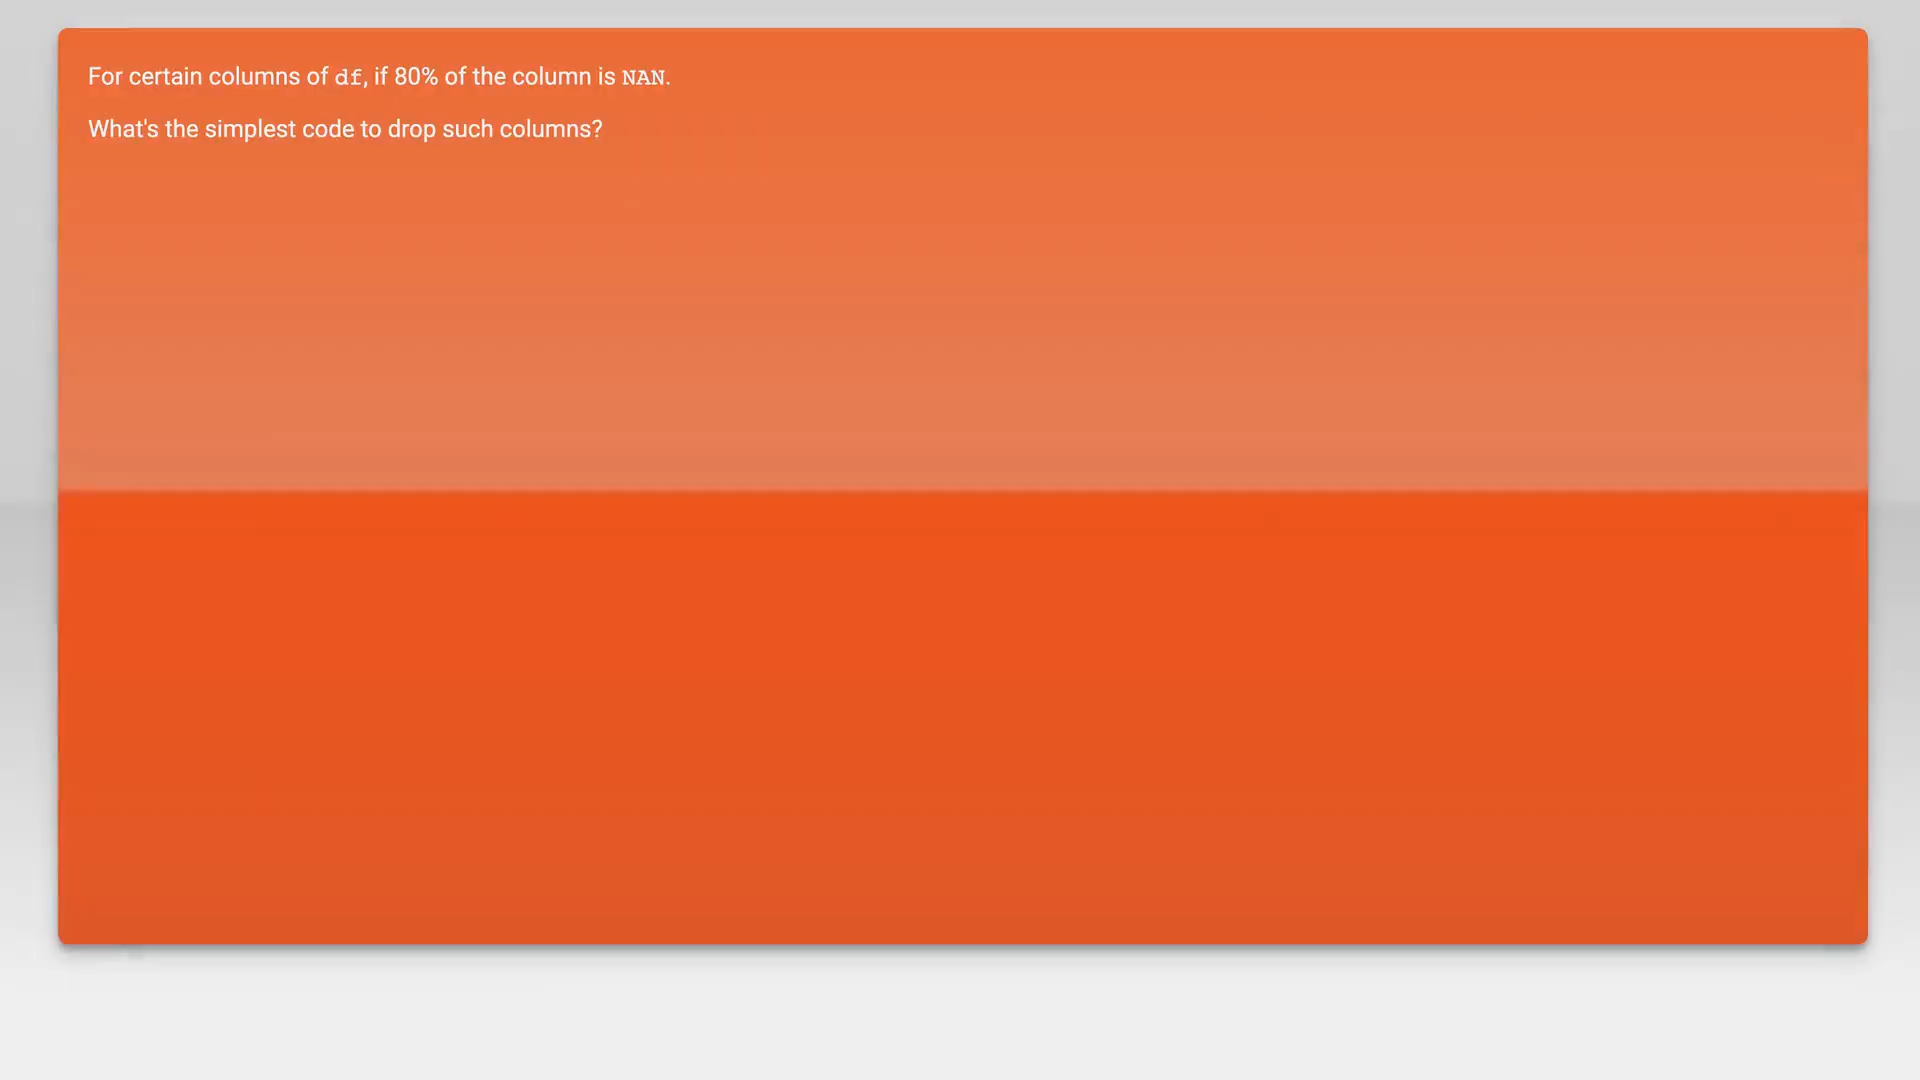 For certain columns of df, if 80% of the column is NAN.
What's the simplest code to drop such columns?